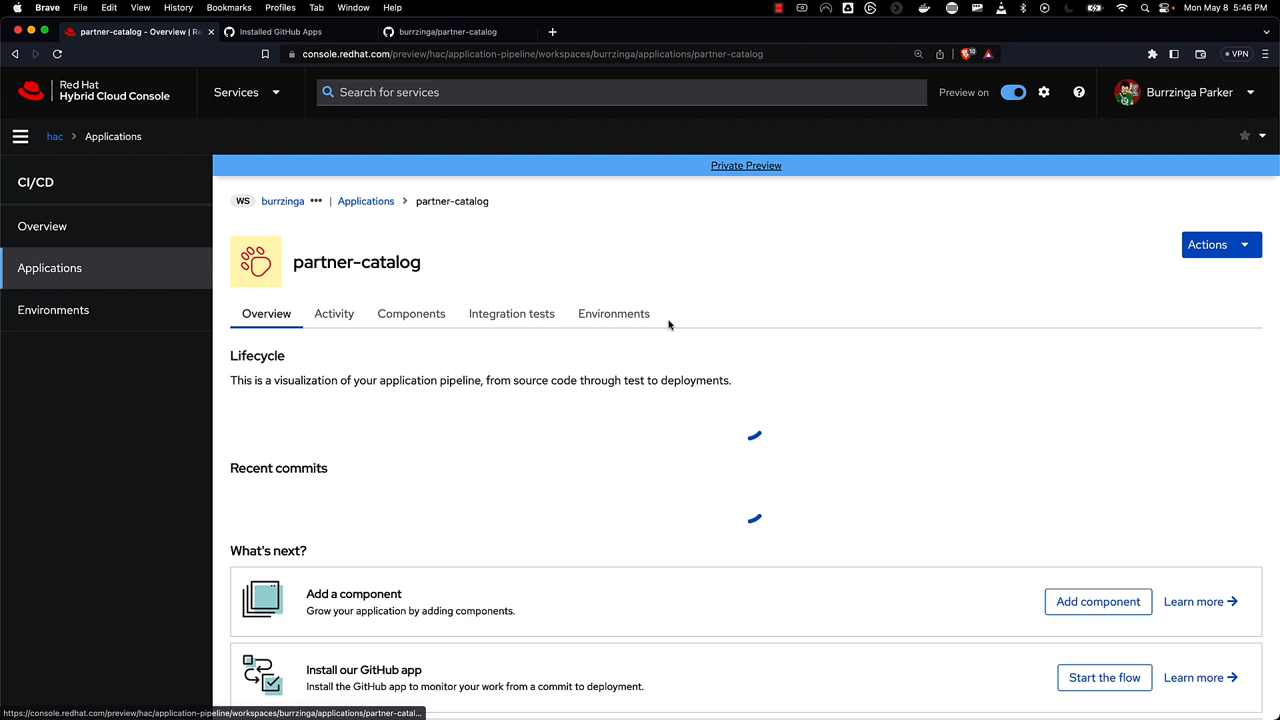 Brave File Edit View History Bookmarks Profiles Tab Window Help Mon May 8 5:46 PM
partner-catalog - Overview | Re
Installed GitHub Apps
burrzinga/partner-catalog
console.redhat.com/preview/hac/application-pipeline/workspaces/burrzinga/applications/partner-catalog
10
VPN
Red Hat
Hybrid Cloud Console
Services
Search for services
Preview on
Burrzinga Parker
hac > Applications
Private Preview
CI/CD
Overview
Applications
Environments
WS burrzinga ••• | Applications > partner-catalog
partner-catalog
Actions
Overview Activity Components Integration tests Environments
Lifecycle
This is a visualization of your application pipeline, from source code through test to deployments.
Recent commits
What's next?
Add a component
Grow your application by adding components.
Add component
Learn more
Install our GitHub app
Install the GitHub app to monitor your work from a commit to deployment.
Start the flow
Learn more
https://console.redhat.com/preview/hac/application-pipeline/workspaces/burrzinga/applications/partner-catal...